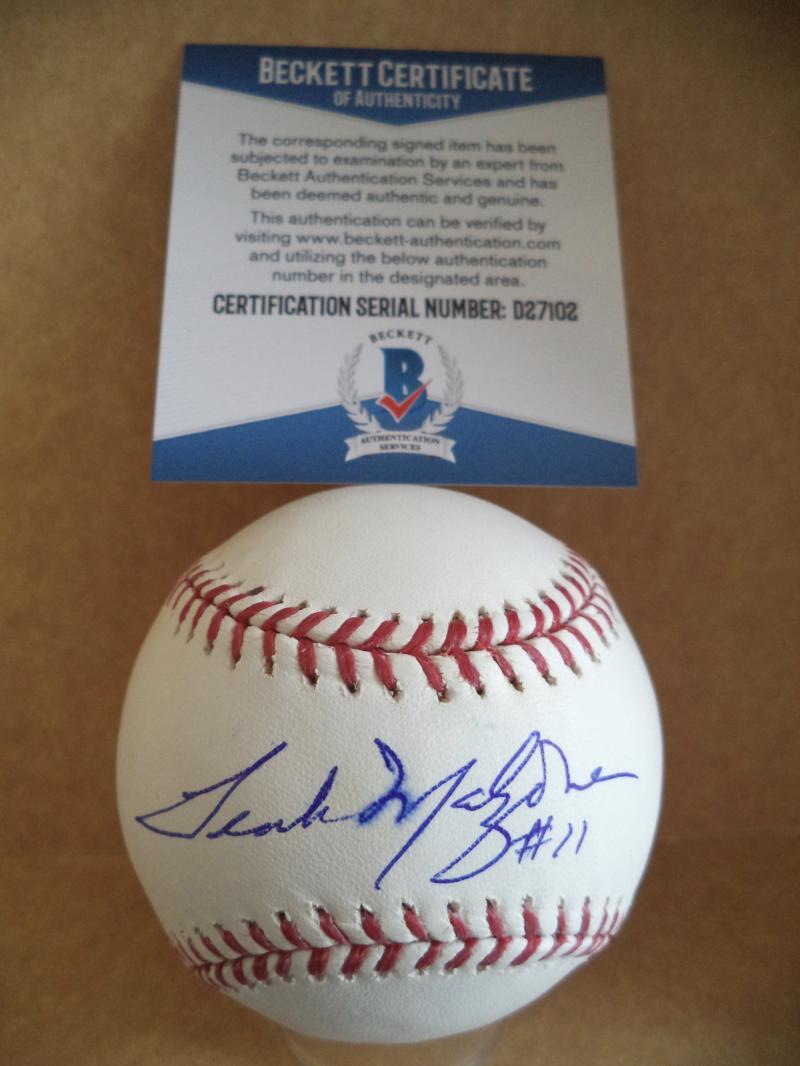 BECKETT CERTIFICATE
OF AUTHENTICITY
The corresponding signed item has been
subjected to examination by an expert from
Beckett Authentication Services and has
been deemed authentic and genuine.
This authentication can be verified by
visiting www.beckett-authentication.com
and utilizing the below authentication
number in the designated area.
CERTIFICATION SERIAL NUMBER: D27102
BECKETT
B
AUTHENTICATION
SERVICES
#11